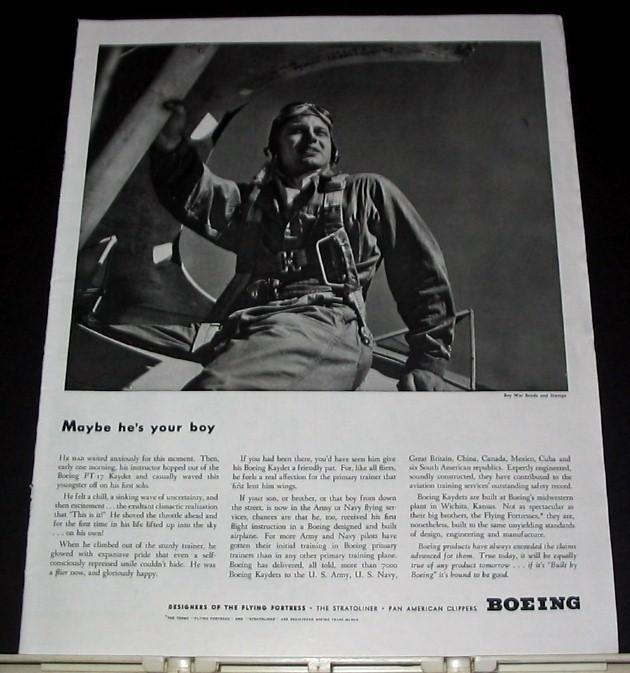 Buy War Bonds and Stamps
Maybe he's your boy
He had waited anxiously for this moment. Then,
early one morning, his instructor hopped out of the
Boeing PT-17 Kaydet and casually waved this
youngster off on his first solo.
He felt a chill, a sinking wave of uncertainty, and
then excitement . . . the exultant climactic realization
that "This is it!" He shoved the throttle ahead and
for the first time in his life lifted up into the sky
. . . on his own!
When he climbed out of the sturdy trainer, he
glowed with expansive pride that even a self-
consciously repressed smile couldn't hide. He was
a flier now, and gloriously happy.
If you had been there, you'd have seen him give
his Boeing Kaydet a friendly pat. For, like all fliers,
he feels a real affection for the primary trainer that
first lent him wings.
If your son, or brother, or that boy from down
the street, is now in the Army or Navy flying ser-
vices, chances are that he, too, received his first
flight instruction in a Boeing designed and built
airplane. For more Army and Navy pilots have
gotten their initial training in Boeing primary
trainers than in any other primary training plane.
Boeing has delivered, all told, more than 7000
Boeing Kaydets to the U. S. Army, U. S. Navy,
Great Britain, China, Canada, Mexico, Cuba and
six South American republics. Expertly engineered,
soundly constructed, they have contributed to the
aviation training services' outstanding safety record.
Boeing Kaydets are built at Boeing's midwestern
plant in Wichita, Kansas. Not as spectacular as
their big brothers, the Flying Fortresses,* they are,
nonetheless, built to the same unyielding standards
of design, engineering and manufacture.
Boeing products have always exceeded the claims
advanced for them. True today, it will be equally
true of any product tomorrow . . . if it's "Built by
Boeing" it's bound to be good.
DESIGNERS OF THE FLYING FORTRESS • THE STRATOLINER • PAN AMERICAN CLIPPERS BOEING
*THE TERMS "FLYING FORTRESS" AND "STRATOLINER" ARE REGISTERED BOEING TRADE-MARKS